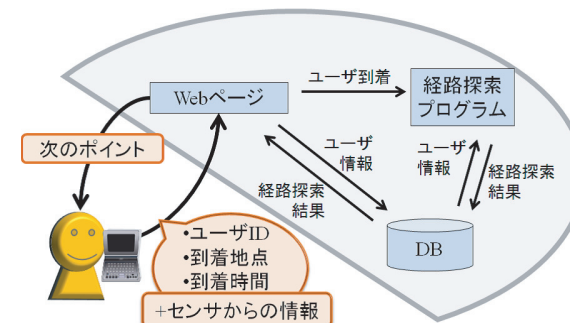 ユーザ到着
Webページ
経路探索
プログラム
次のポイント
ユーザ
情報
経路探索
結果
ユーザ
情報
経路探索
結果
DB
•ユーザID
•到着地点
•到着時間
+センサからの情報